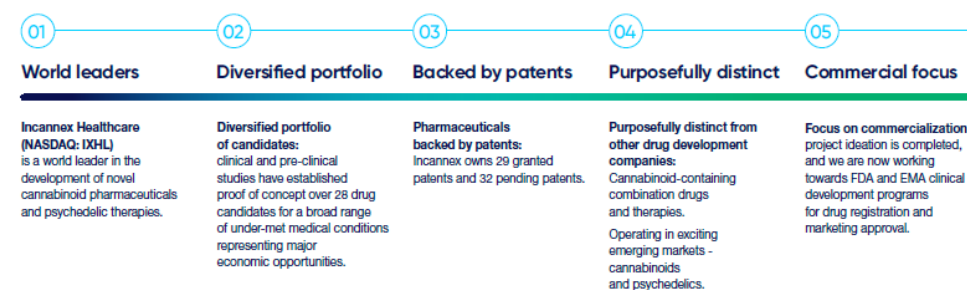 01
World leaders
Incannex Healthcare
(NASDAQ: IXHL)
is a world leader in the
development of novel
cannabinoid pharmaceuticals
and psychedelic therapies.
02
Diversified portfolio
Diversified portfolio
of candidates:
clinical and pre-clinical
studies have established
proof of concept over 28 drug
candidates for a broad range
of under-met medical conditions
representing major
economic opportunities.
03
Backed by patents
Pharmaceuticals
backed by patents:
Incannex owns 29 granted
patents and 32 pending patents.
04
Purposefully distinct
Purposefully distinct from
other drug development
companies:
Cannabinoid-containing
combination drugs
and therapies.
Operating in exciting
emerging markets -
cannabinoids
and psychedelics.
05
Commercial focus
Focus on commercialization
project ideation is completed,
and we are now working
towards FDA and EMA clinical
development programs
for drug registration and
marketing approval.